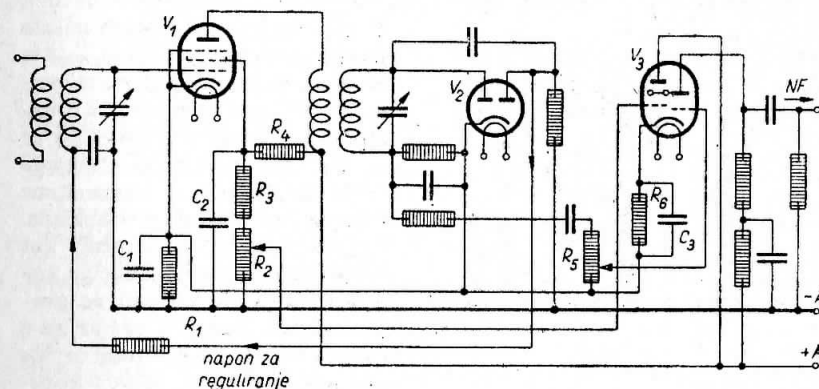 V₁
V₂
V₃
NF
R₄
C₂
R₃
R₂
R₆
C₃
R₅
C₁
R₁
-A
+A
napon za
reguliranje